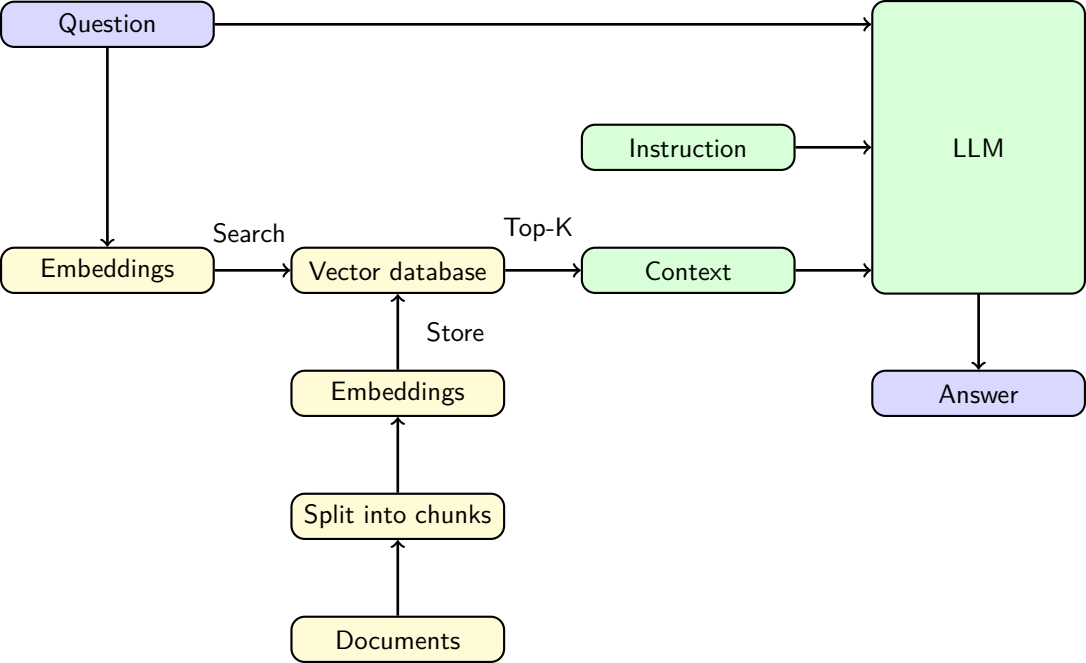 Question
LLM
Instruction
Search
Top-K
Embeddings
Vector database
Context
Store
Embeddings
Answer
Split into chunks
Documents